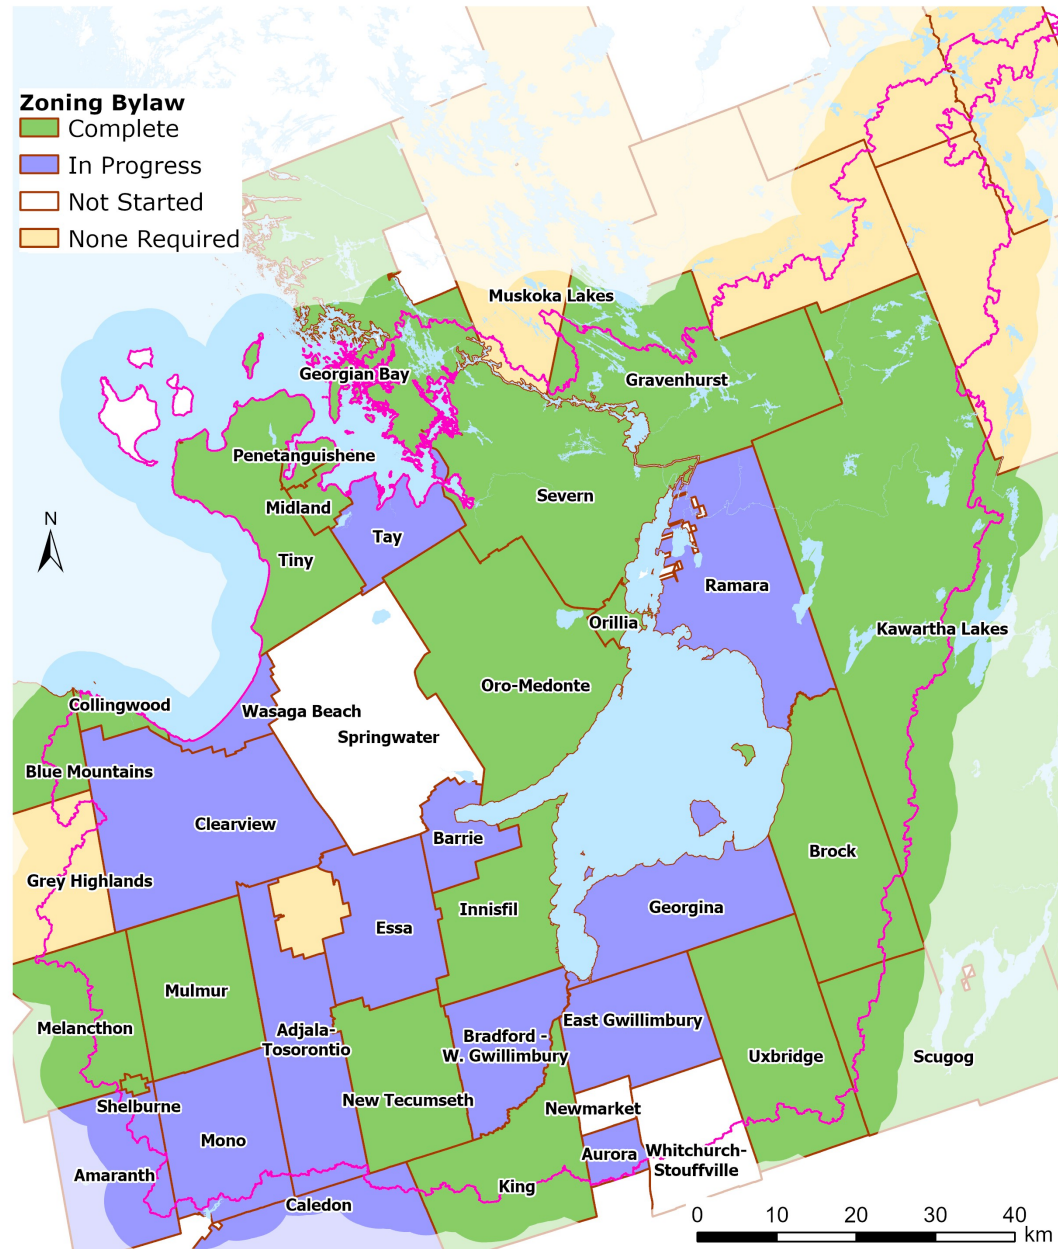 Zoning Bylaw
Complete
In Progress
Not Started
None Required
Muskoka Lakes
Georgian Bay
Gravenhurst
Penetanguishene
Severn
Midland
N
Tay
Tiny
Ramara
Orillia
Kawartha Lakes
Oro-Medonte
Collingwood
Wasaga Beach
Springwater
Blue Mountains
Clearview
Barrie
Brock
Grey Highlands
Innisfil
Georgina
Essa
Mulmur
Melancthon
Adjala-
Tosorontio
Bradford -
W. Gwillimbury
East Gwillimbury
Uxbridge
Scugog
Shelburne
New Tecumseth
Newmarket
Mono
Aurora
Whitchurch-
Stouffville
Amaranth
King
Caledon
0 10 20 30 40
km